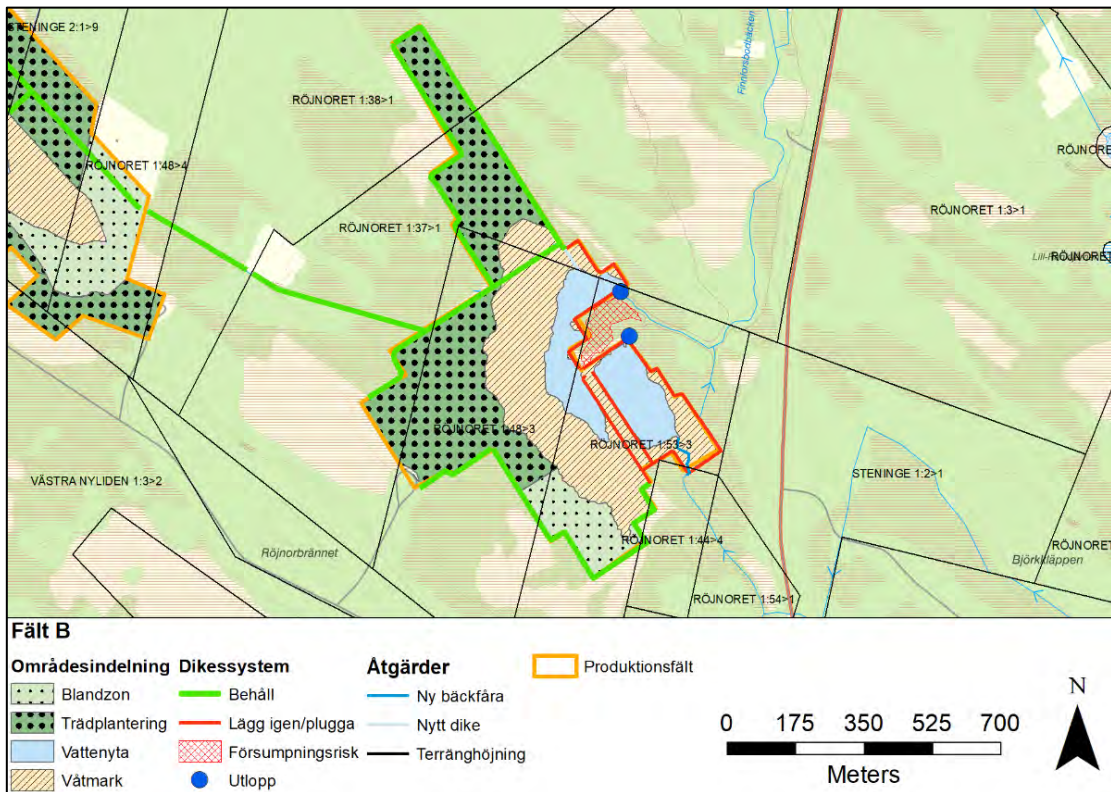 STENINGE 2:1>9
RÖJNORET 1:38>1
Finnforsbodbäcken
RÖJNORET 1:48>4
RÖJNORE
RÖJNORET 1:3>1
RÖJNORET 1:37>1
RÖJNORET
RÖJNORET 1:48>3
RÖJNORET 1:53>3
STENINGE 1:2>1
VÄSTRA NYLIDEN 1:3>2
RÖJNORET 1:44>4
RÖJNORET
Röjnorbrännet
Björkkläppen
RÖJNORET 1:54>1
Fält B
Områdesindelning Dikessystem Åtgärder Produktionsfält
Blandzon Behåll Ny bäckfåra
Trädplantering Lägg igen/plugga Nytt dike
Vattenyta Försumpningsrisk Terränghöjning
Våtmark Utlopp
N
0 175 350 525 700
Meters